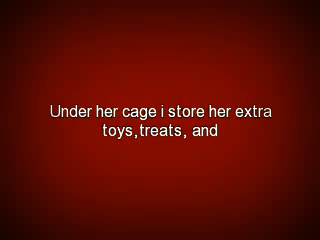 Under her cage i store her extra
toys,treats, and